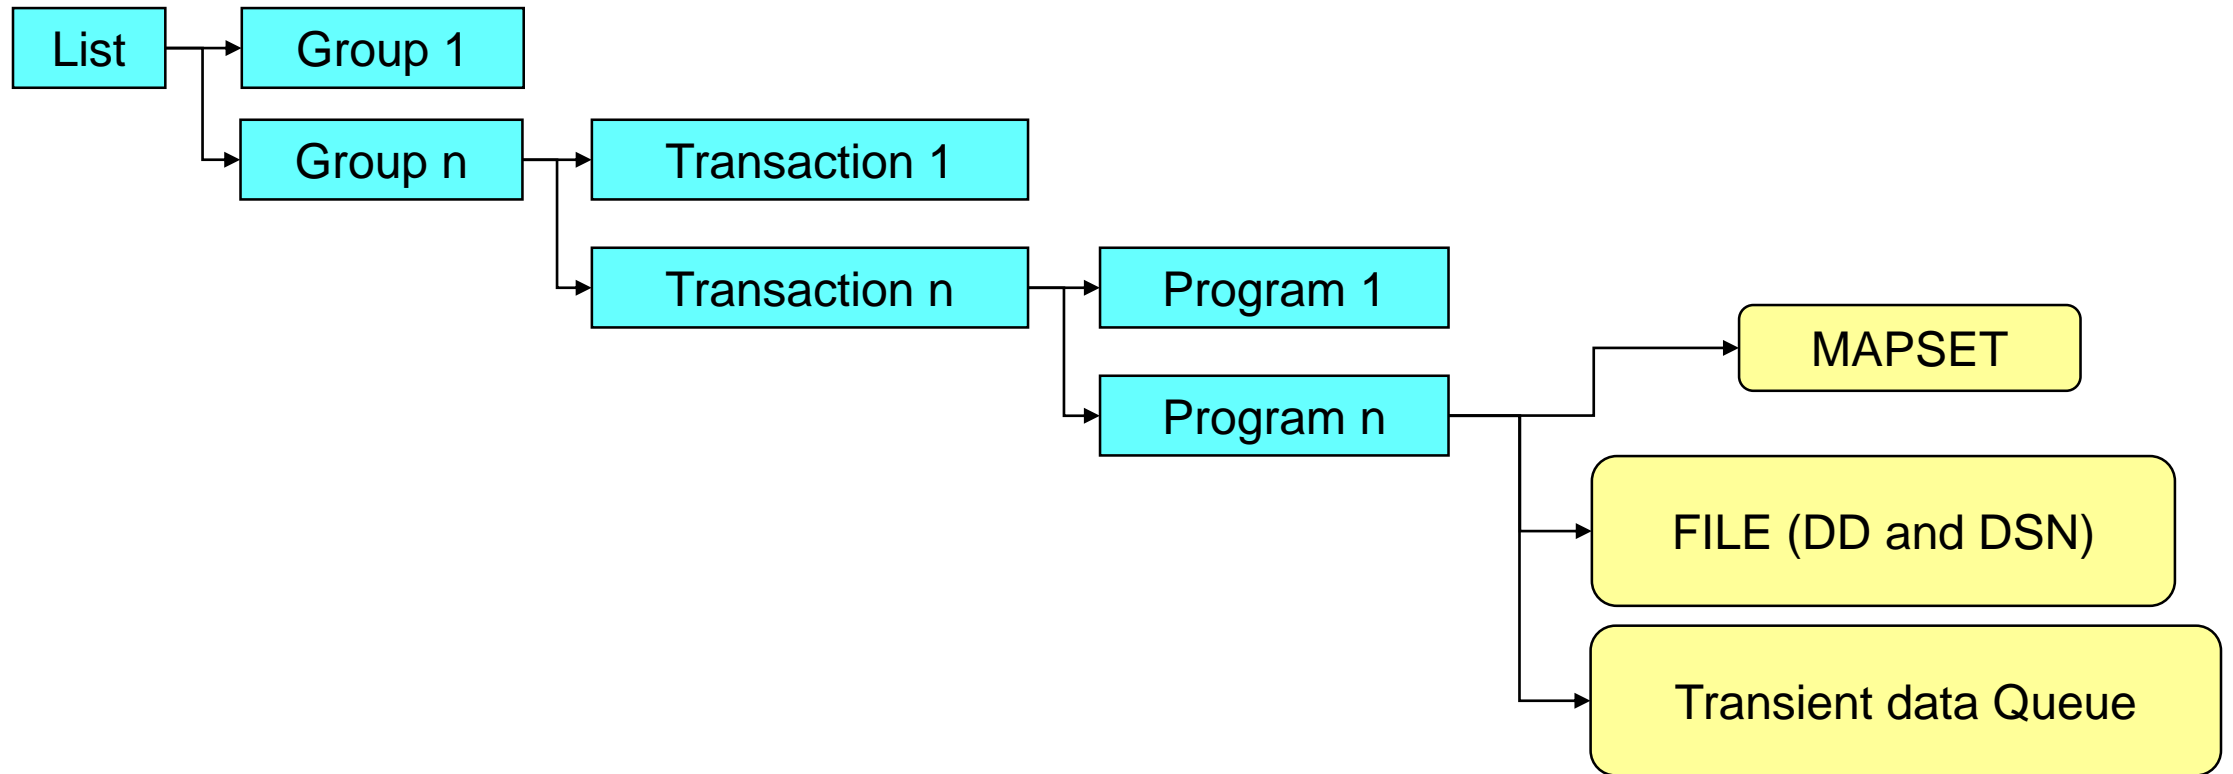 List
Group 1
Group n
Transaction 1
Transaction n
Program 1
MAPSET
Program n
FILE (DD and DSN)
Transient data Queue